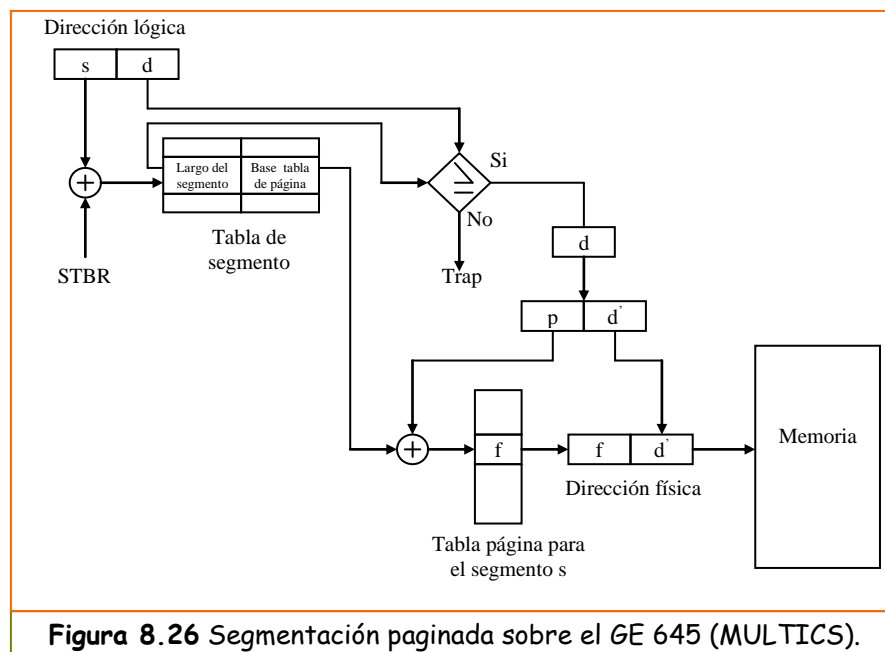 Dirección lógica
s d
Largo del segmento
Base tabla de página
Si
≥
No
d
Tabla de segmento
STBR
Trap
p d'
Memoria
f
f d'
Dirección física
Tabla página para el segmento s
Figura 8.26 Segmentación paginada sobre el GE 645 (MULTICS).